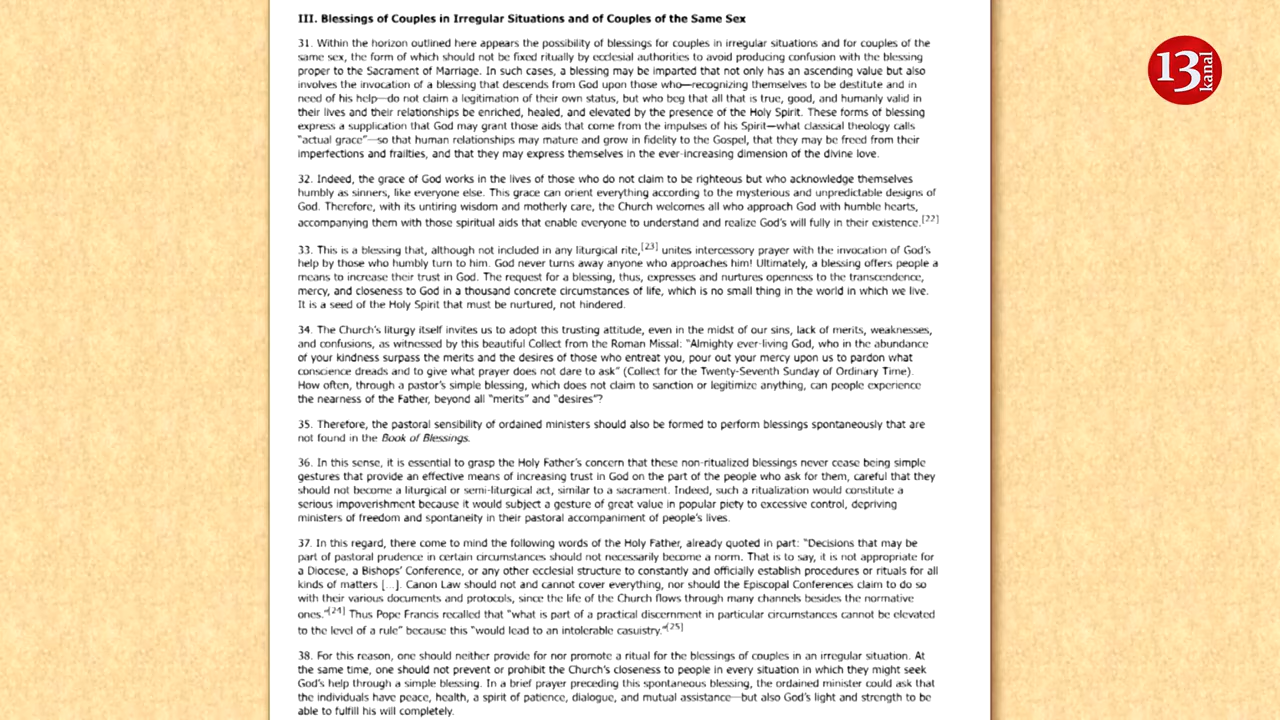 III. Blessings of Couples in Irregular Situations and of Couples of the Same Sex
31. Within the horizon outlined here appears the possibility of blessings for couples in irregular situations and for couples of the
same sex, the form of which should not be fixed ritually by ecclesial authorities to avoid producing confusion with the blessing
proper to the Sacrament of Marriage. In such cases, a blessing may be imparted that not only has an ascending value but also
involves the invocation of a blessing that descends from God upon those who—recognizing themselves to be destitute and in
need of his help—do not claim a legitimation of their own status, but who beg that all that is true, good, and humanly valid in
their lives and their relationships be enriched, healed, and elevated by the presence of the Holy Spirit. These forms of blessing
express a supplication that God may grant those aids that come from the impulses of his Spirit—what classical theology calls
“actual grace”—so that human relationships may mature and grow in fidelity to the Gospel, that they may be freed from their
imperfections and frailties, and that they may express themselves in the ever-increasing dimension of the divine love.
32. Indeed, the grace of God works in the lives of those who do not claim to be righteous but who acknowledge themselves
humbly as sinners, like everyone else. This grace can orient everything according to the mysterious and unpredictable designs of
God. Therefore, with its untiring wisdom and motherly care, the Church welcomes all who approach God with humble hearts,
accompanying them with those spiritual aids that enable everyone to understand and realize God’s will fully in their existence.[22]
33. This is a blessing that, although not included in any liturgical rite,[23] unites intercessory prayer with the invocation of God’s
help by those who humbly turn to him. God never turns away anyone who approaches him! Ultimately, a blessing offers people a
means to increase their trust in God. The request for a blessing, thus, expresses and nurtures openness to the transcendence,
mercy, and closeness to God in a thousand concrete circumstances of life, which is no small thing in the world in which we live.
It is a seed of the Holy Spirit that must be nurtured, not hindered.
34. The Church’s liturgy itself invites us to adopt this trusting attitude, even in the midst of our sins, lack of merits, weaknesses,
and confusions, as witnessed by this beautiful Collect from the Roman Missal: “Almighty ever-living God, who in the abundance
of your kindness surpass the merits and the desires of those who entreat you, pour out your mercy upon us to pardon what
conscience dreads and to give what prayer does not dare to ask” (Collect for the Twenty-Seventh Sunday of Ordinary Time).
How often, through a pastor’s simple blessing, which does not claim to sanction or legitimize anything, can people experience
the nearness of the Father, beyond all “merits” and “desires”?
35. Therefore, the pastoral sensibility of ordained ministers should also be formed to perform blessings spontaneously that are
not found in the Book of Blessings.
36. In this sense, it is essential to grasp the Holy Father’s concern that these non-ritualized blessings never cease being simple
gestures that provide an effective means of increasing trust in God on the part of the people who ask for them, careful that they
should not become a liturgical or semi-liturgical act, similar to a sacrament. Indeed, such a ritualization would constitute a
serious impoverishment because it would subject a gesture of great value in popular piety to excessive control, depriving
ministers of freedom and spontaneity in their pastoral accompaniment of people’s lives.
37. In this regard, there come to mind the following words of the Holy Father, already quoted in part: “Decisions that may be
part of pastoral prudence in certain circumstances should not necessarily become a norm. That is to say, it is not appropriate for
a Diocese, a Bishops’ Conference, or any other ecclesial structure to constantly and officially establish procedures or rituals for all
kinds of matters […]. Canon Law should not and cannot cover everything, nor should the Episcopal Conferences claim to do so
with their various documents and protocols, since the life of the Church flows through many channels besides the normative
ones.”[24] Thus Pope Francis recalled that “what is part of a practical discernment in particular circumstances cannot be elevated
to the level of a rule” because this “would lead to an intolerable casuistry.”[25]
38. For this reason, one should neither provide for nor promote a ritual for the blessings of couples in an irregular situation. At
the same time, one should not prevent or prohibit the Church’s closeness to people in every situation in which they might seek
God’s help through a simple blessing. In a brief prayer preceding this spontaneous blessing, the ordained minister could ask that
the individuals have peace, health, a spirit of patience, dialogue, and mutual assistance—but also God’s light and strength to be
able to fulfill his will completely.
13 kanal